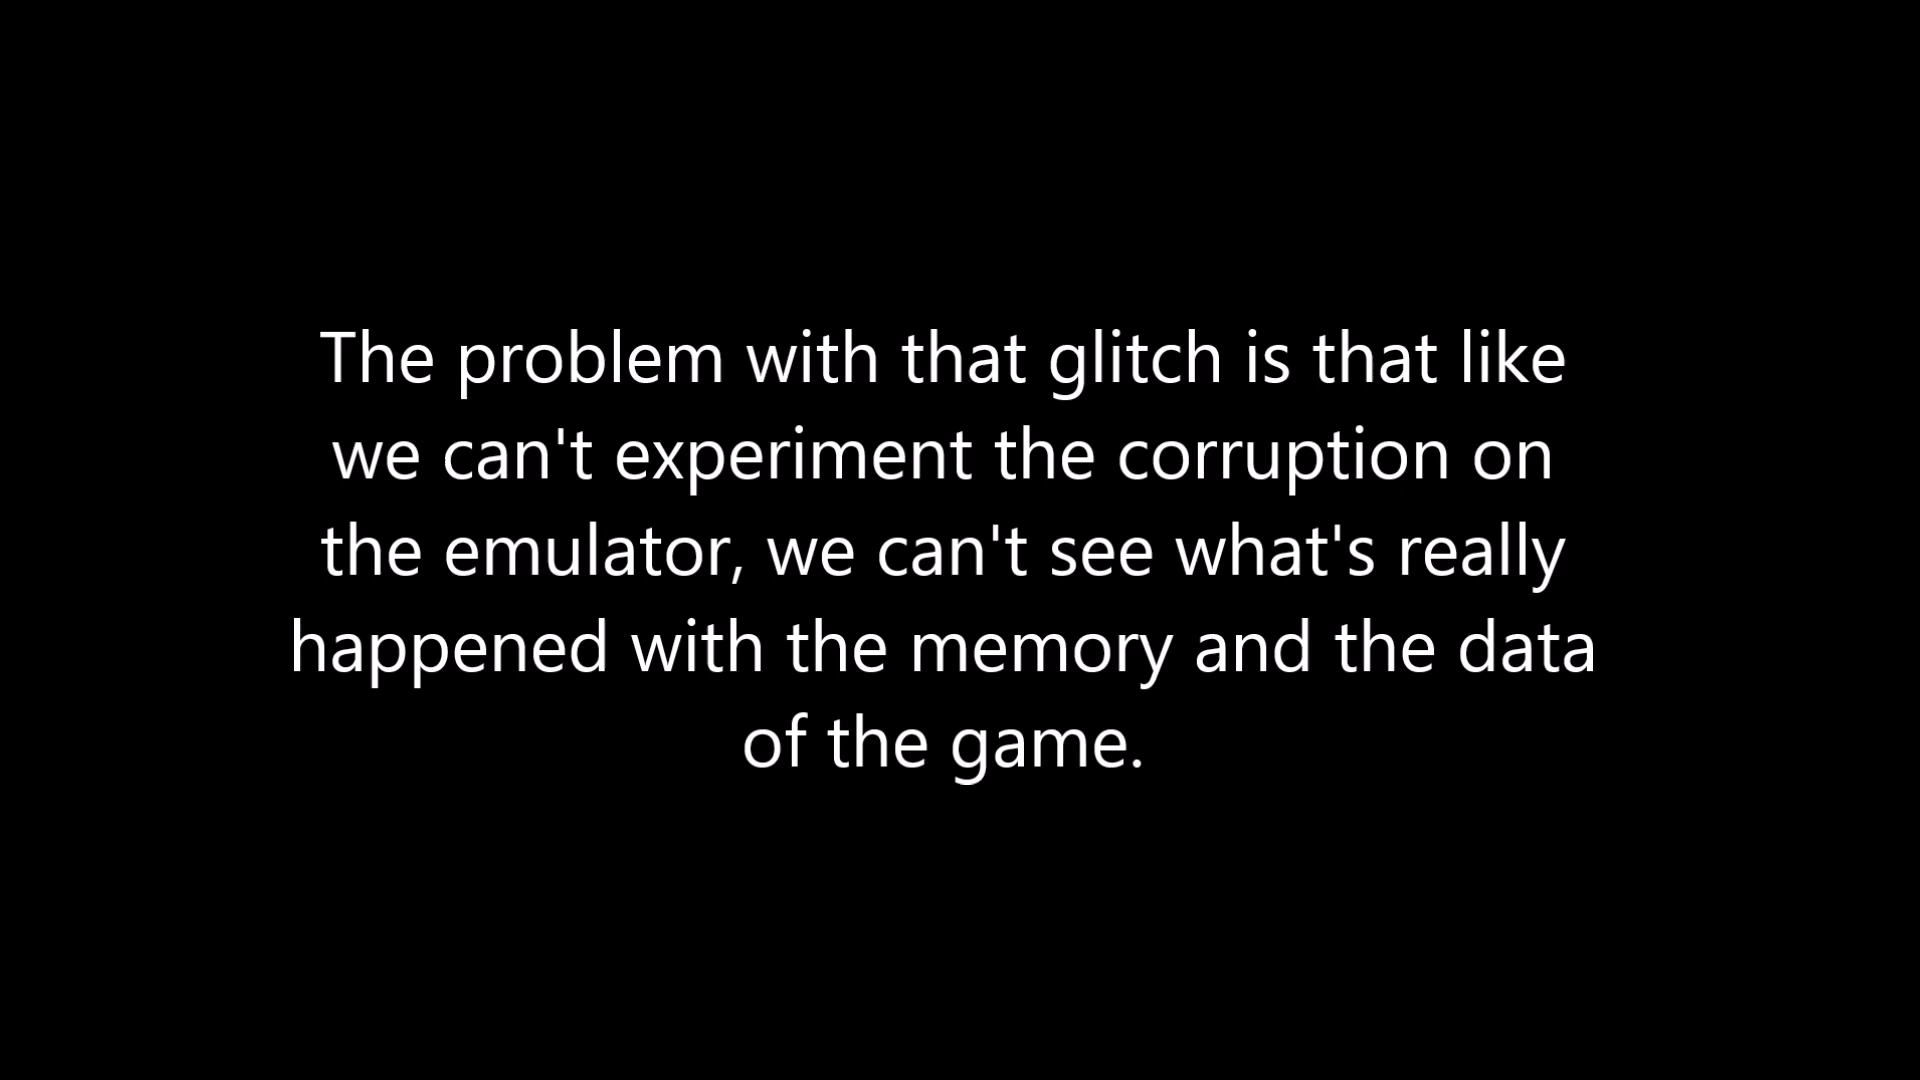 The problem with that glitch is that like
we can't experiment the corruption on
the emulator, we can't see what's really
happened with the memory and the data
of the game.